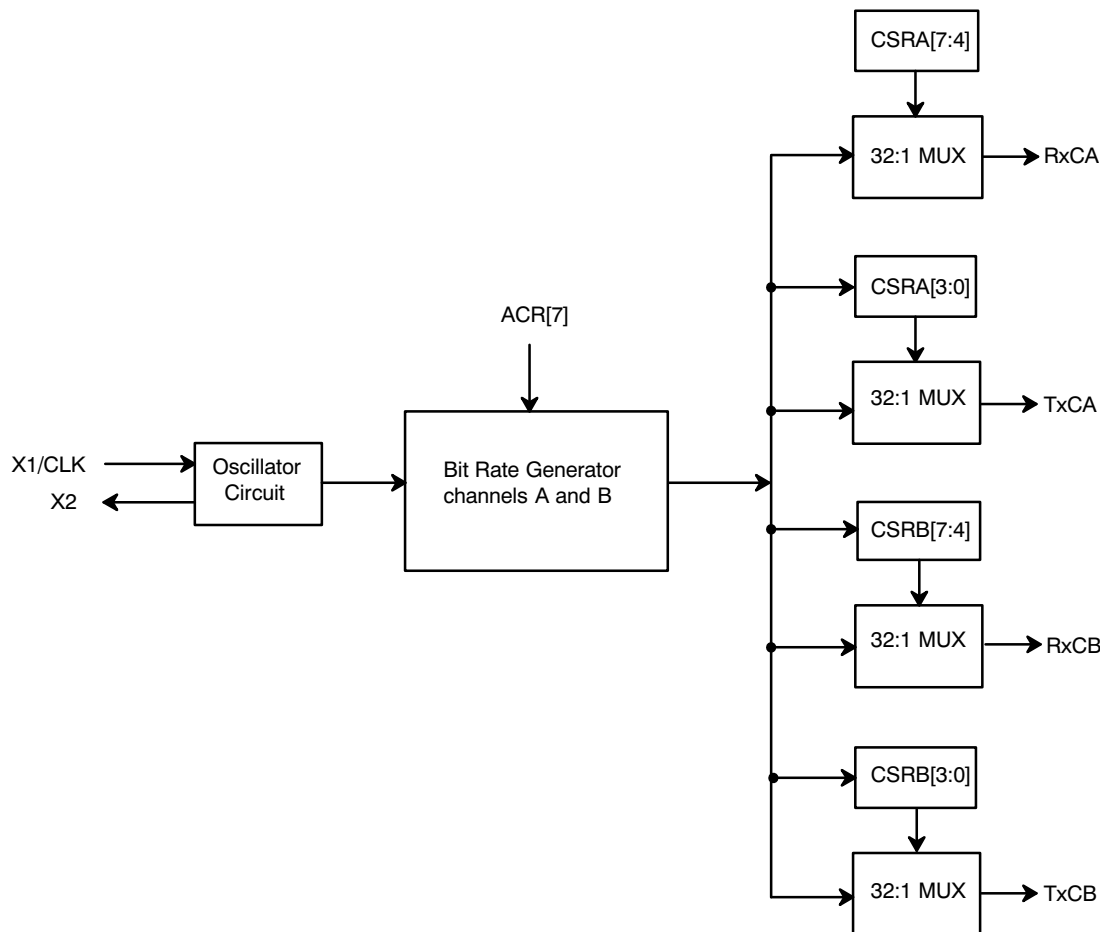 CSRA[7:4]
32:1 MUX
RxCA
CSRA[3:0]
ACR[7]
32:1 MUX
TxCA
X1/CLK
X2
Oscillator
Circuit
Bit Rate Generator
channels A and B
CSRB[7:4]
32:1 MUX
RxCB
CSRB[3:0]
32:1 MUX
TxCB